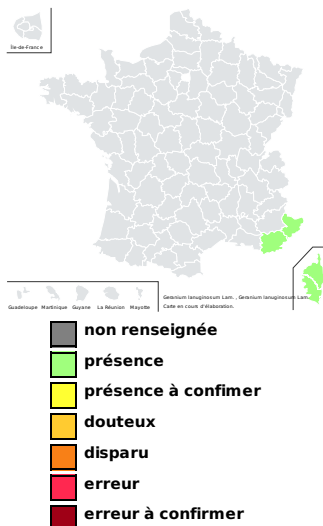 Île-de-France
Geranium lanuginosum Lam. , Geranium lanuginosum Lam.
Carte en cours d'élaboration.
Guadeloupe Martinique Guyane La Réunion Mayotte
non renseignée
présence
présence à confimer
douteux
disparu
erreur
erreur à confirmer